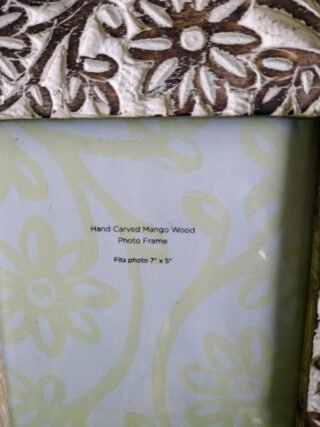 Hand Carved Mango Wood
Photo Frame
Fits photo 7" x 5"